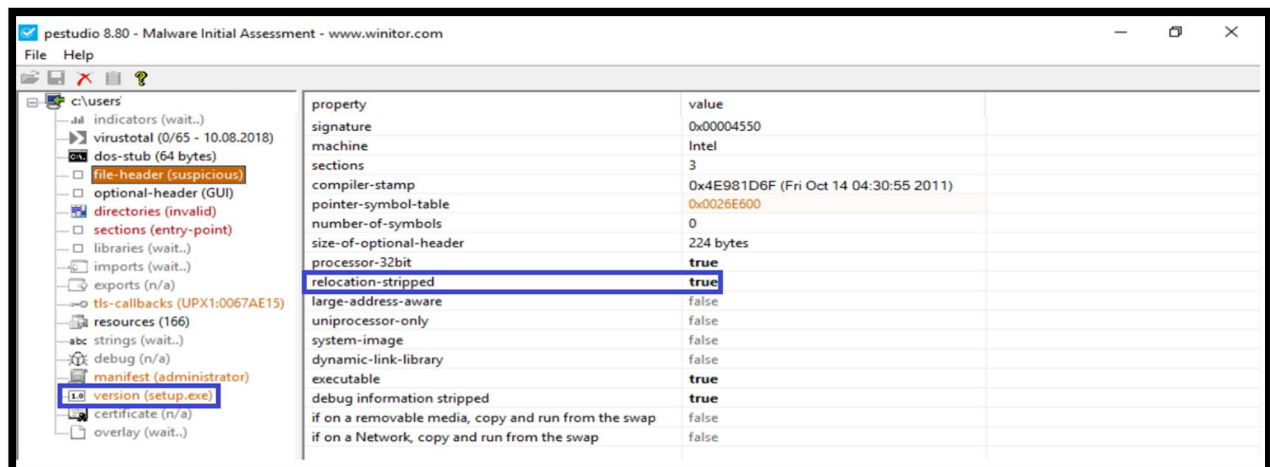 pestudio 8.80 - Malware Initial Assessment - www.winitor.com
File Help
c:\users
indicators (wait..)
virustotal (0/65 - 10.08.2018)
dos-stub (64 bytes)
file-header (suspicious)
optional-header (GUI)
directories (invalid)
sections (entry-point)
libraries (wait..)
imports (wait..)
exports (n/a)
tls-callbacks (UPX1:0067AE15)
resources (166)
abc strings (wait..)
debug (n/a)
manifest (administrator)
1.0 version (setup.exe)
certificate (n/a)
overlay (wait..)
property value
signature 0x00004550
machine Intel
sections 3
compiler-stamp 0x4E981D6F (Fri Oct 14 04:30:55 2011)
pointer-symbol-table 0x0026E600
number-of-symbols 0
size-of-optional-header 224 bytes
processor-32bit true
relocation-stripped true
large-address-aware false
uniprocessor-only false
system-image false
dynamic-link-library false
executable true
debug information stripped true
if on a removable media, copy and run from the swap false
if on a Network, copy and run from the swap false